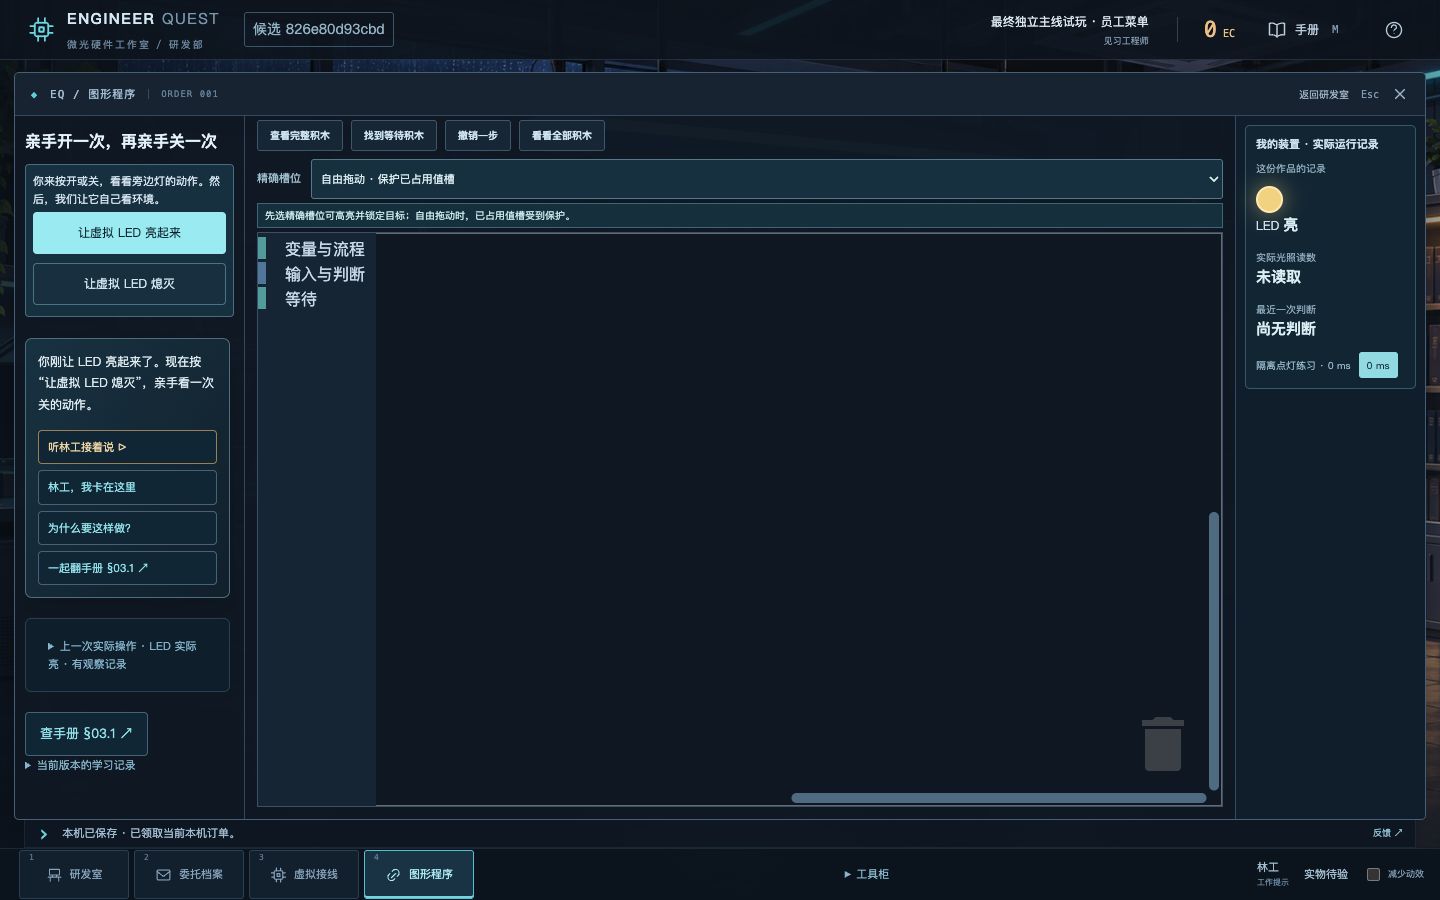 ENGINEER QUEST
微光硬件工作室 / 研发部
候选 826e80d93cbd
最终独立主线试玩 · 员工菜单
见习工程师
0 EC
手册 M
?
EQ / 图形程序 | ORDER 001
返回研发室 Esc
亲手开一次，再亲手关一次
你来按开或关，看看旁边灯的动作。然
后，我们让它自己看环境。
让虚拟 LED 亮起来
让虚拟 LED 熄灭
你刚让 LED 亮起来了。现在按
“让虚拟 LED 熄灭”，亲手看一次
关的动作。
听林工接着说
林工，我卡在这里
为什么要这样做?
一起翻手册 §03.1 ↗
上一次实际操作 · LED 实际
亮 · 有观察记录
查手册 §03.1 ↗
当前版本的学习记录
查看完整积木
找到等待积木
撤销一步
看看全部积木
精确槽位
自由拖动 · 保护已占用值槽
先选精确槽位可高亮并锁定目标；自由拖动时，已占用值槽受到保护。
变量与流程
输入与判断
等待
我的装置 · 实际运行记录
这份作品的记录
LED 亮
实际光照读数
未读取
最近一次判断
尚无判断
隔离点灯练习 · 0 ms
0 ms
本机已保存 · 已领取当前本机订单。
反馈 ↗
1 研发室
2 委托档案
3 虚拟接线
4 图形程序
工具柜
林工
工作提示
实物待验
减少动效